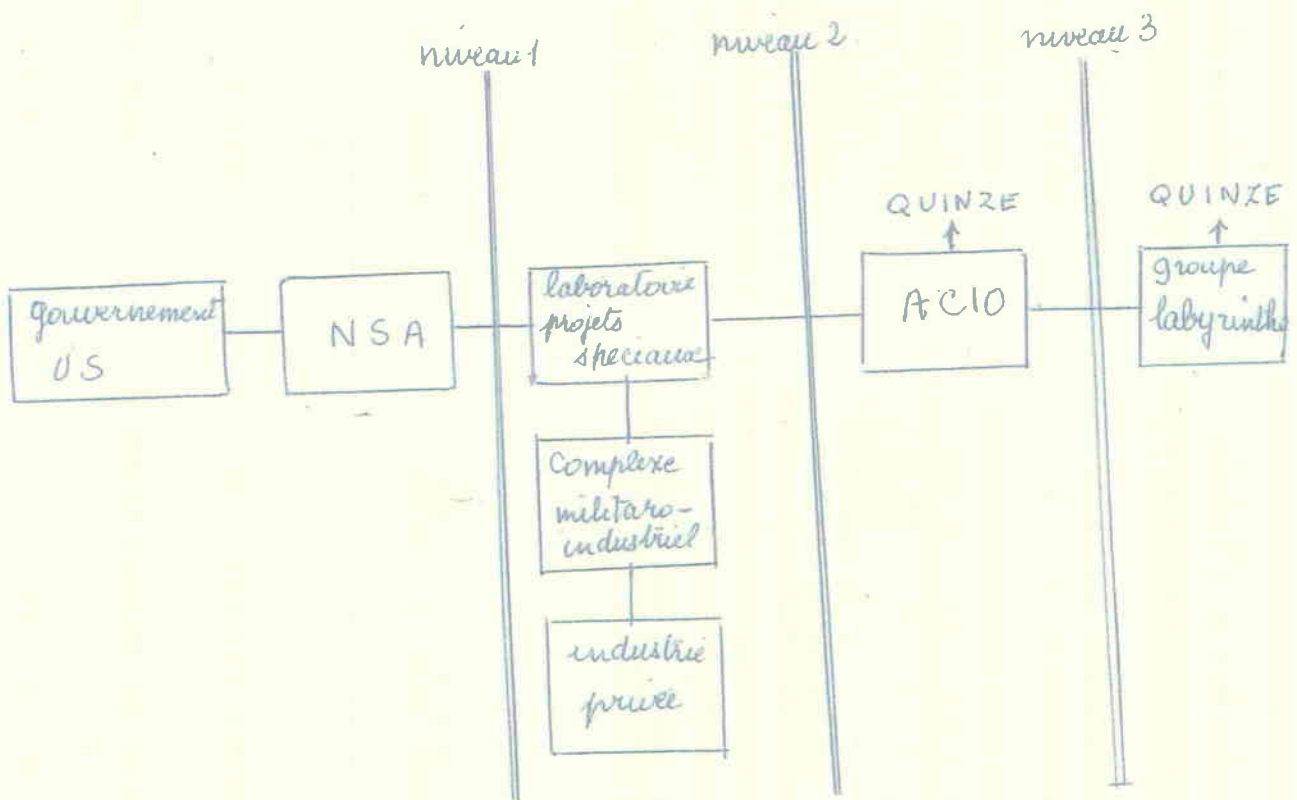 niveau 1
niveau 2
niveau 3
QUINZE
QUINZE
gouvernement
US
NSA
laboratoire
projets
speciaux
ACIO
groupe
labyrinthe
complexe
militaro-
industriel
industrie
privée